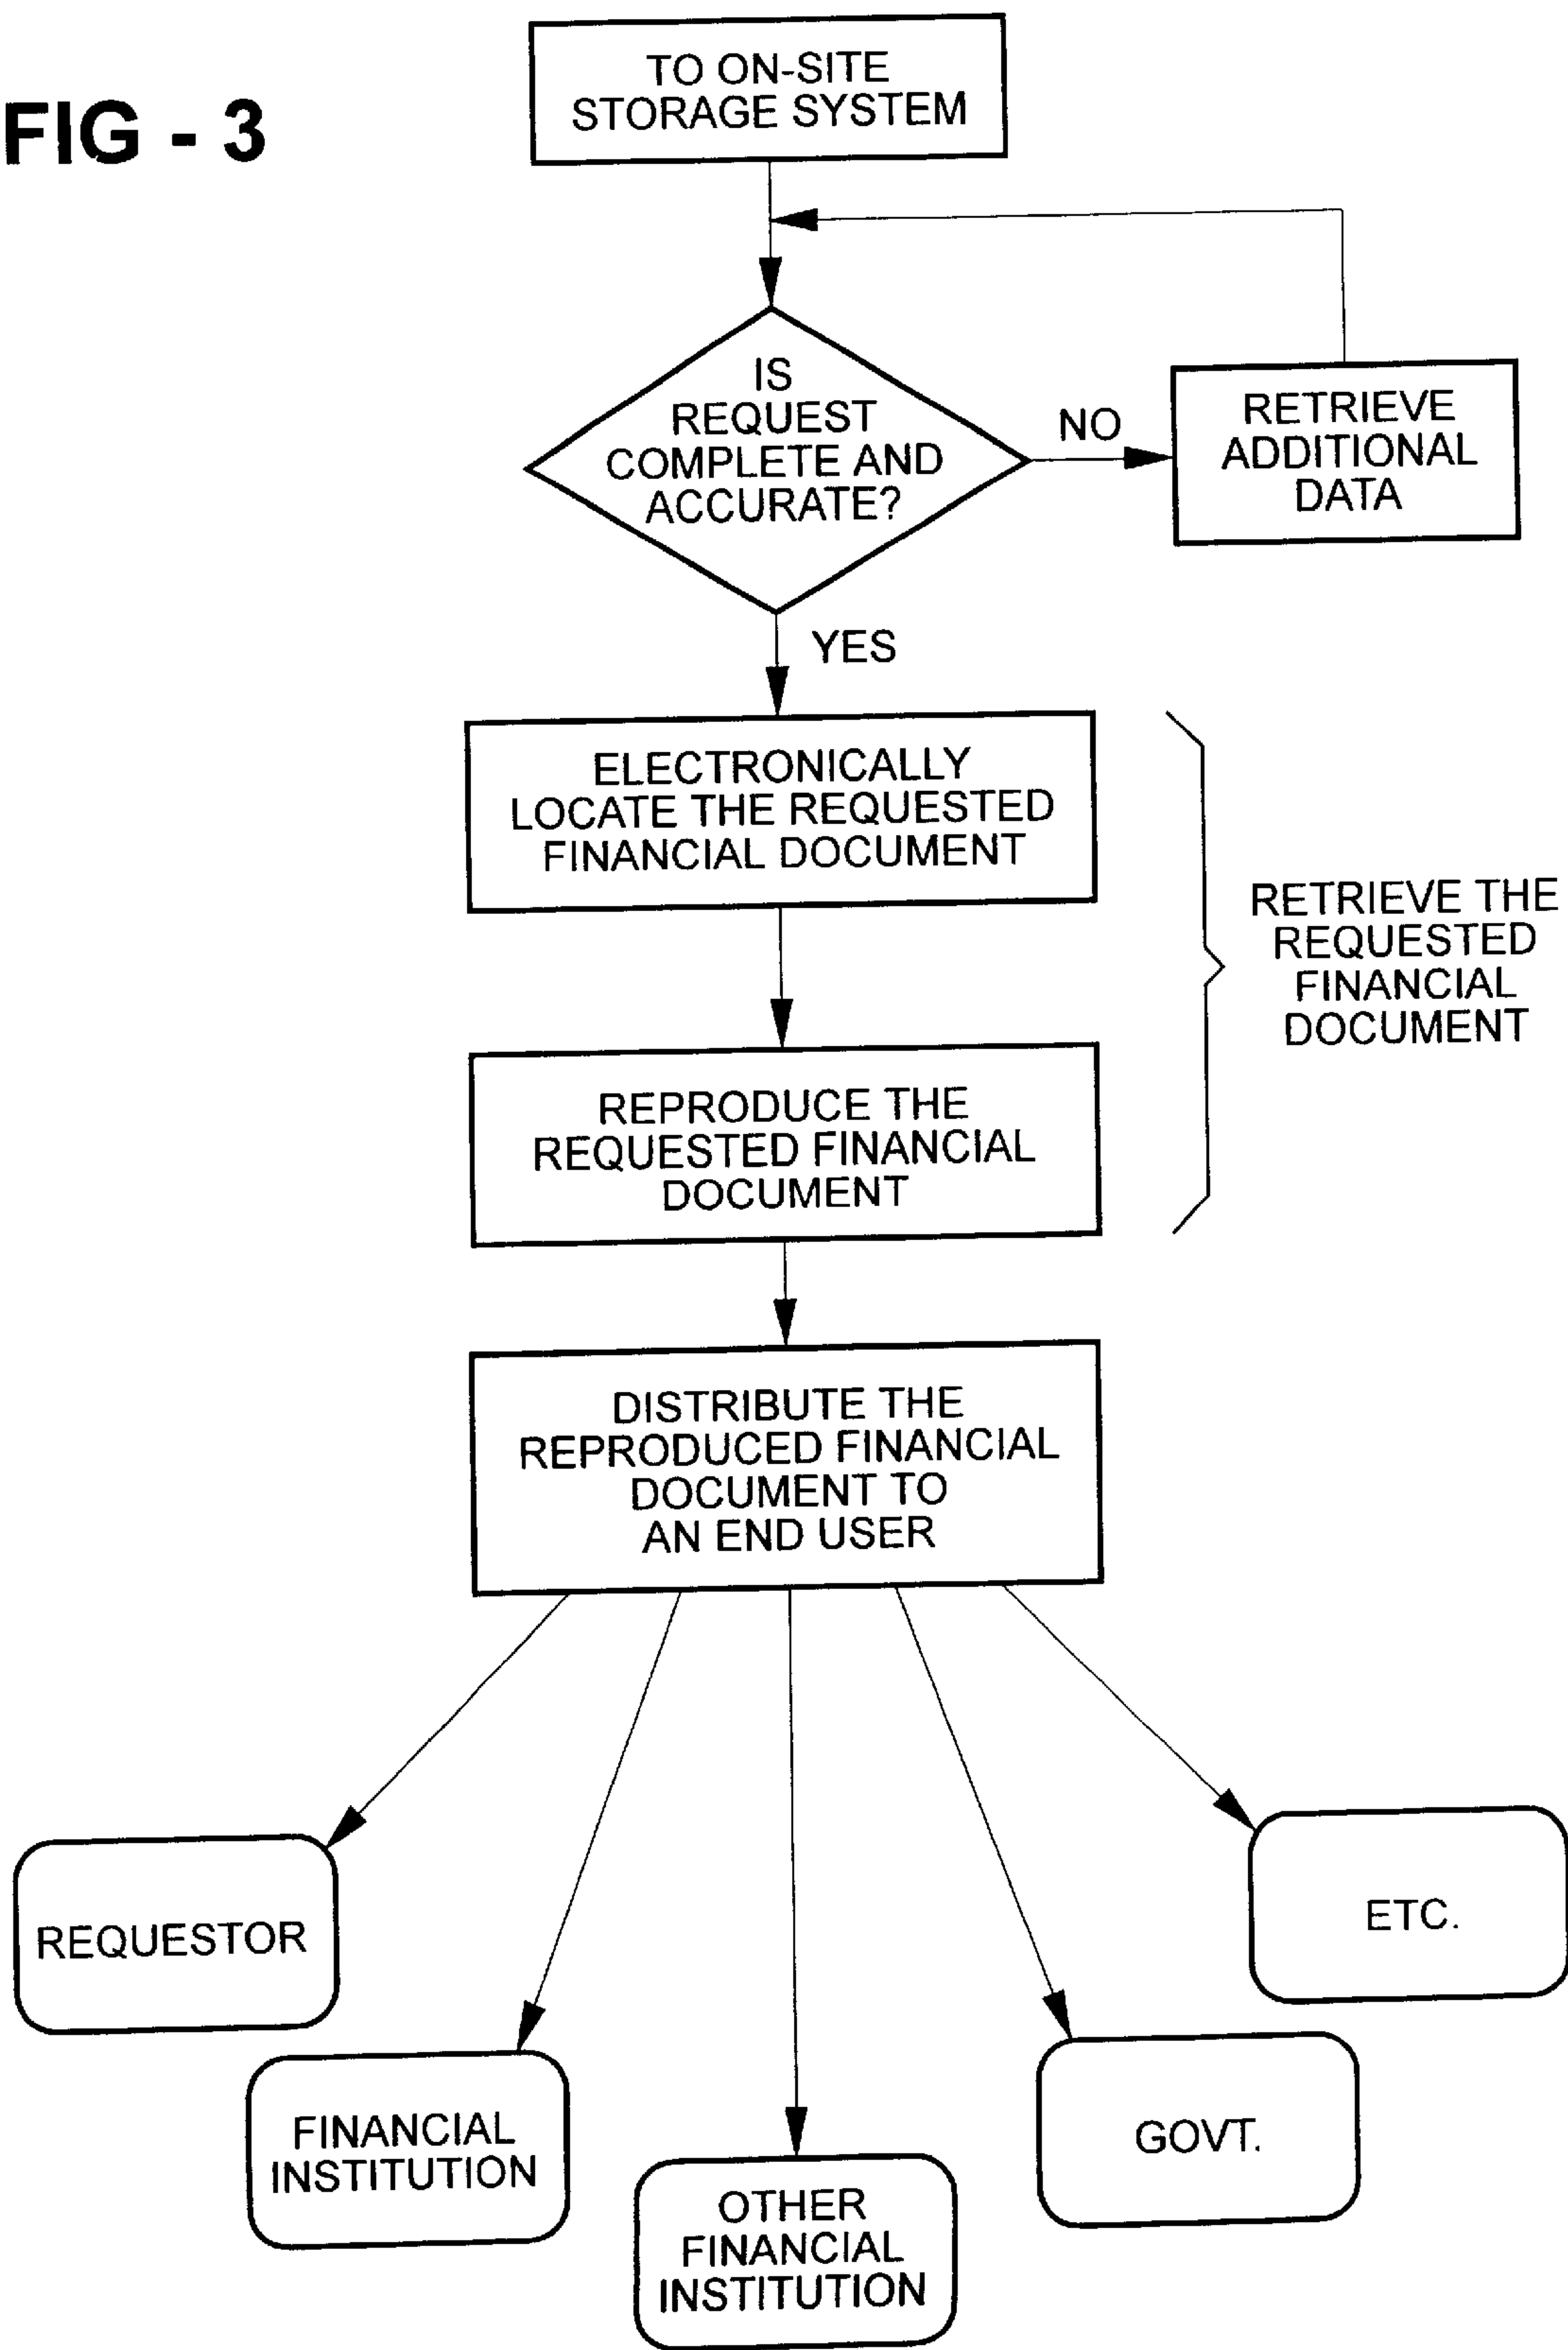 FIG - 3
TO ON-SITE
STORAGE SYSTEM
IS
REQUEST
COMPLETE AND
ACCURATE?
NO
RETRIEVE
ADDITIONAL
DATA
YES
ELECTRONICALLY
LOCATE THE REQUESTED
FINANCIAL DOCUMENT
RETRIEVE THE
REQUESTED
FINANCIAL
DOCUMENT
REPRODUCE THE
REQUESTED FINANCIAL
DOCUMENT
DISTRIBUTE THE
REPRODUCED FINANCIAL
DOCUMENT TO
AN END USER
REQUESTOR
FINANCIAL
INSTITUTION
OTHER
FINANCIAL
INSTITUTION
GOVT.
ETC.